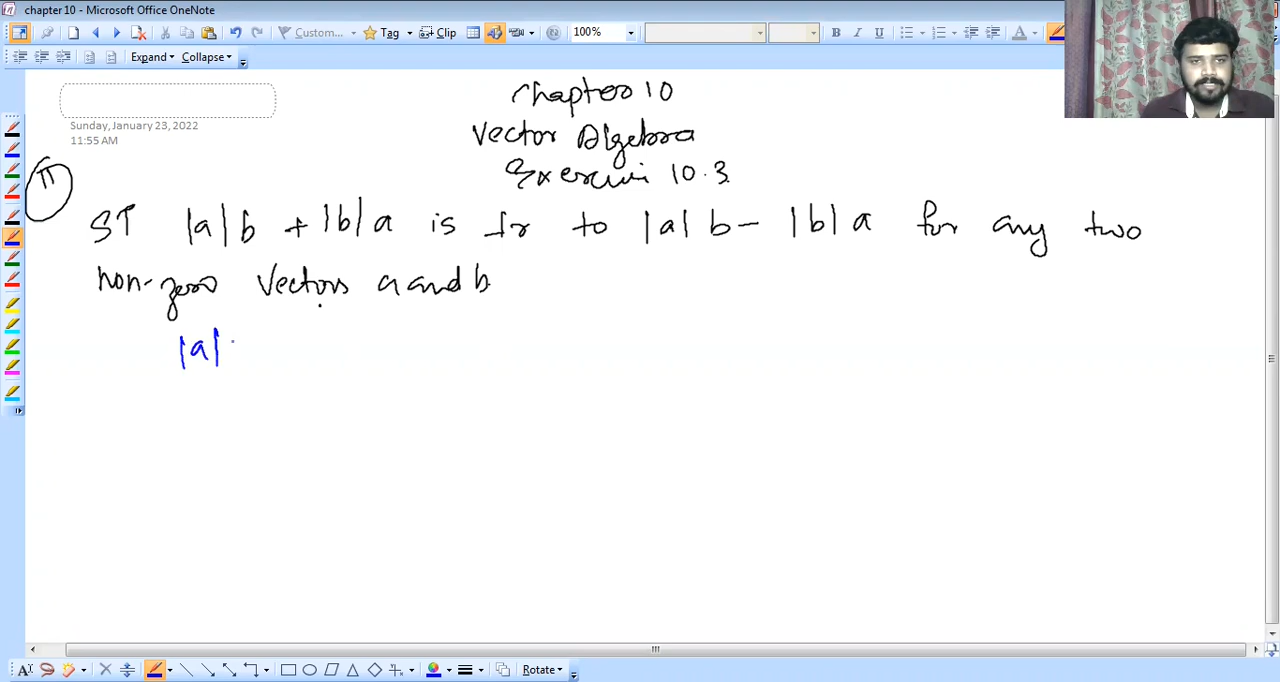 chapter 10 - Microsoft Office OneNote
Custom... Tag Clip 100% B I U A
Expand Collapse
Chapter 10
Sunday, January 23, 2022
Vector Algebra
11:55 AM
Exercise 10.3
11
ST |a| b + |b| a is to |a| b - |b| a for any two
non-zero vectors a and b
|a|
Rotate